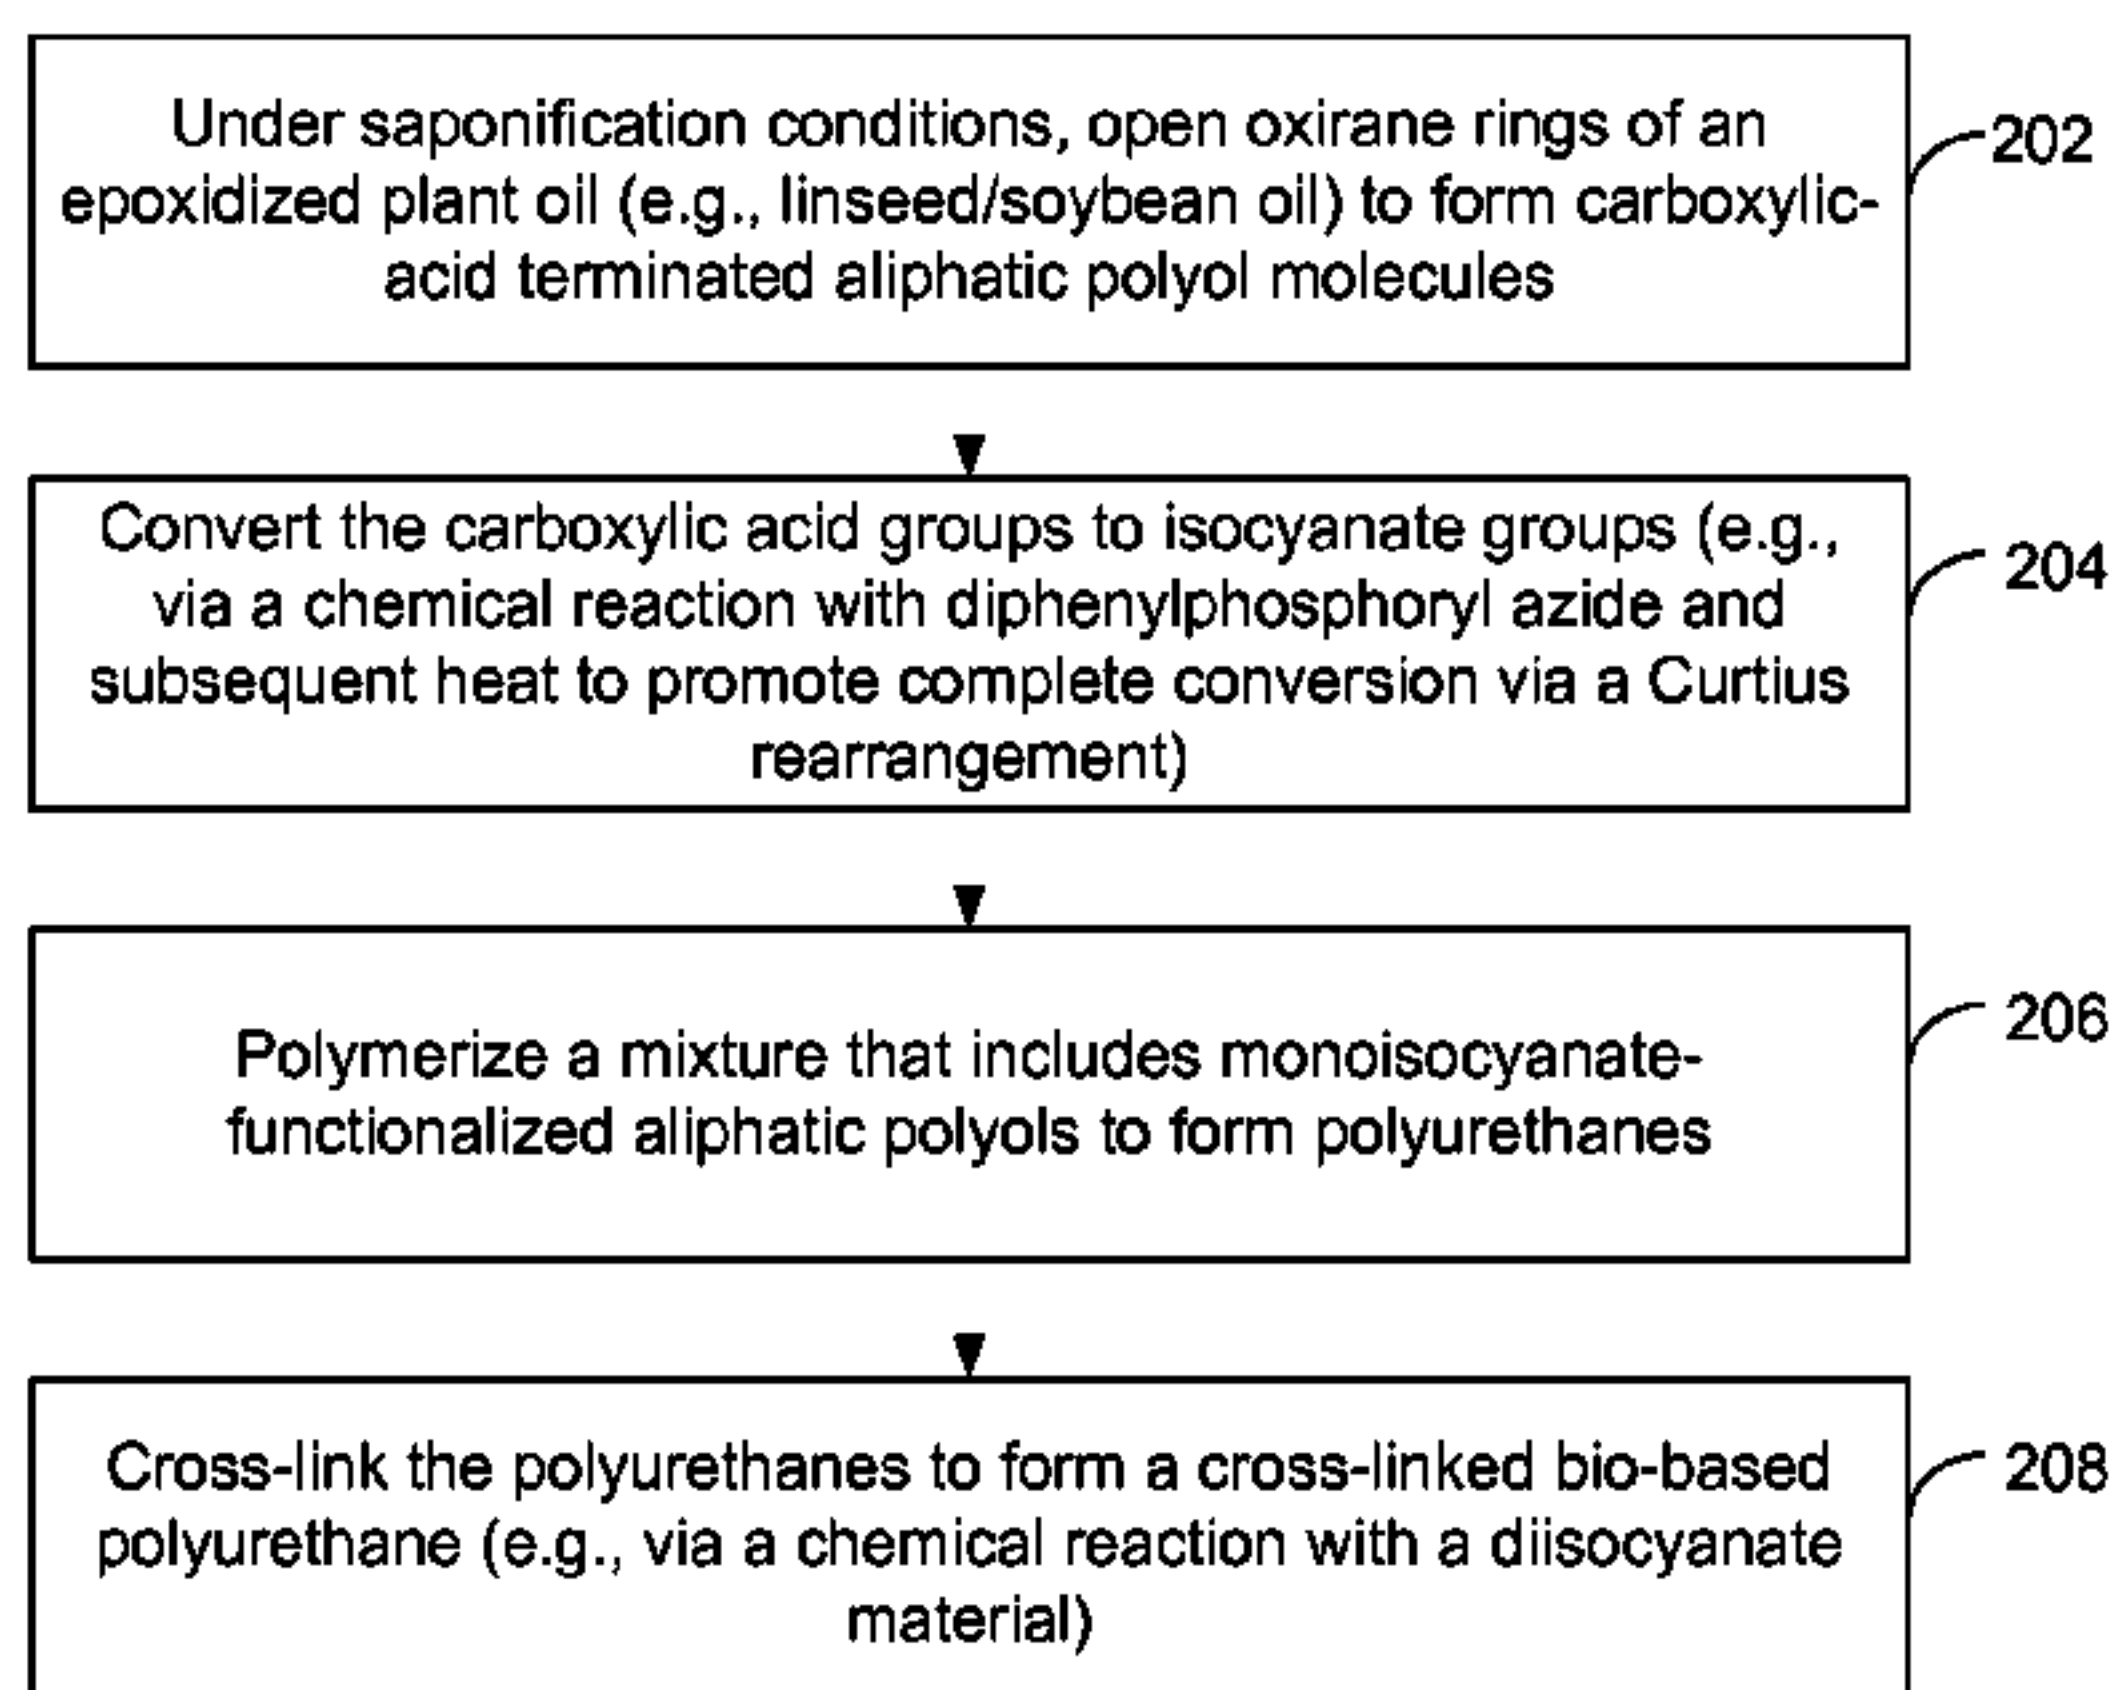 Under saponification conditions, open oxirane rings of an
epoxidized plant oil (e.g., linseed/soybean oil) to form carboxylic-
acid terminated aliphatic polyol molecules
202
Convert the carboxylic acid groups to isocyanate groups (e.g.,
via a chemical reaction with diphenylphosphoryl azide and
subsequent heat to promote complete conversion via a Curtius
rearrangement)
204
Polymerize a mixture that includes monoisocyanate-
functionalized aliphatic polyols to form polyurethanes
206
Cross-link the polyurethanes to form a cross-linked bio-based
polyurethane (e.g., via a chemical reaction with a diisocyanate
material)
208